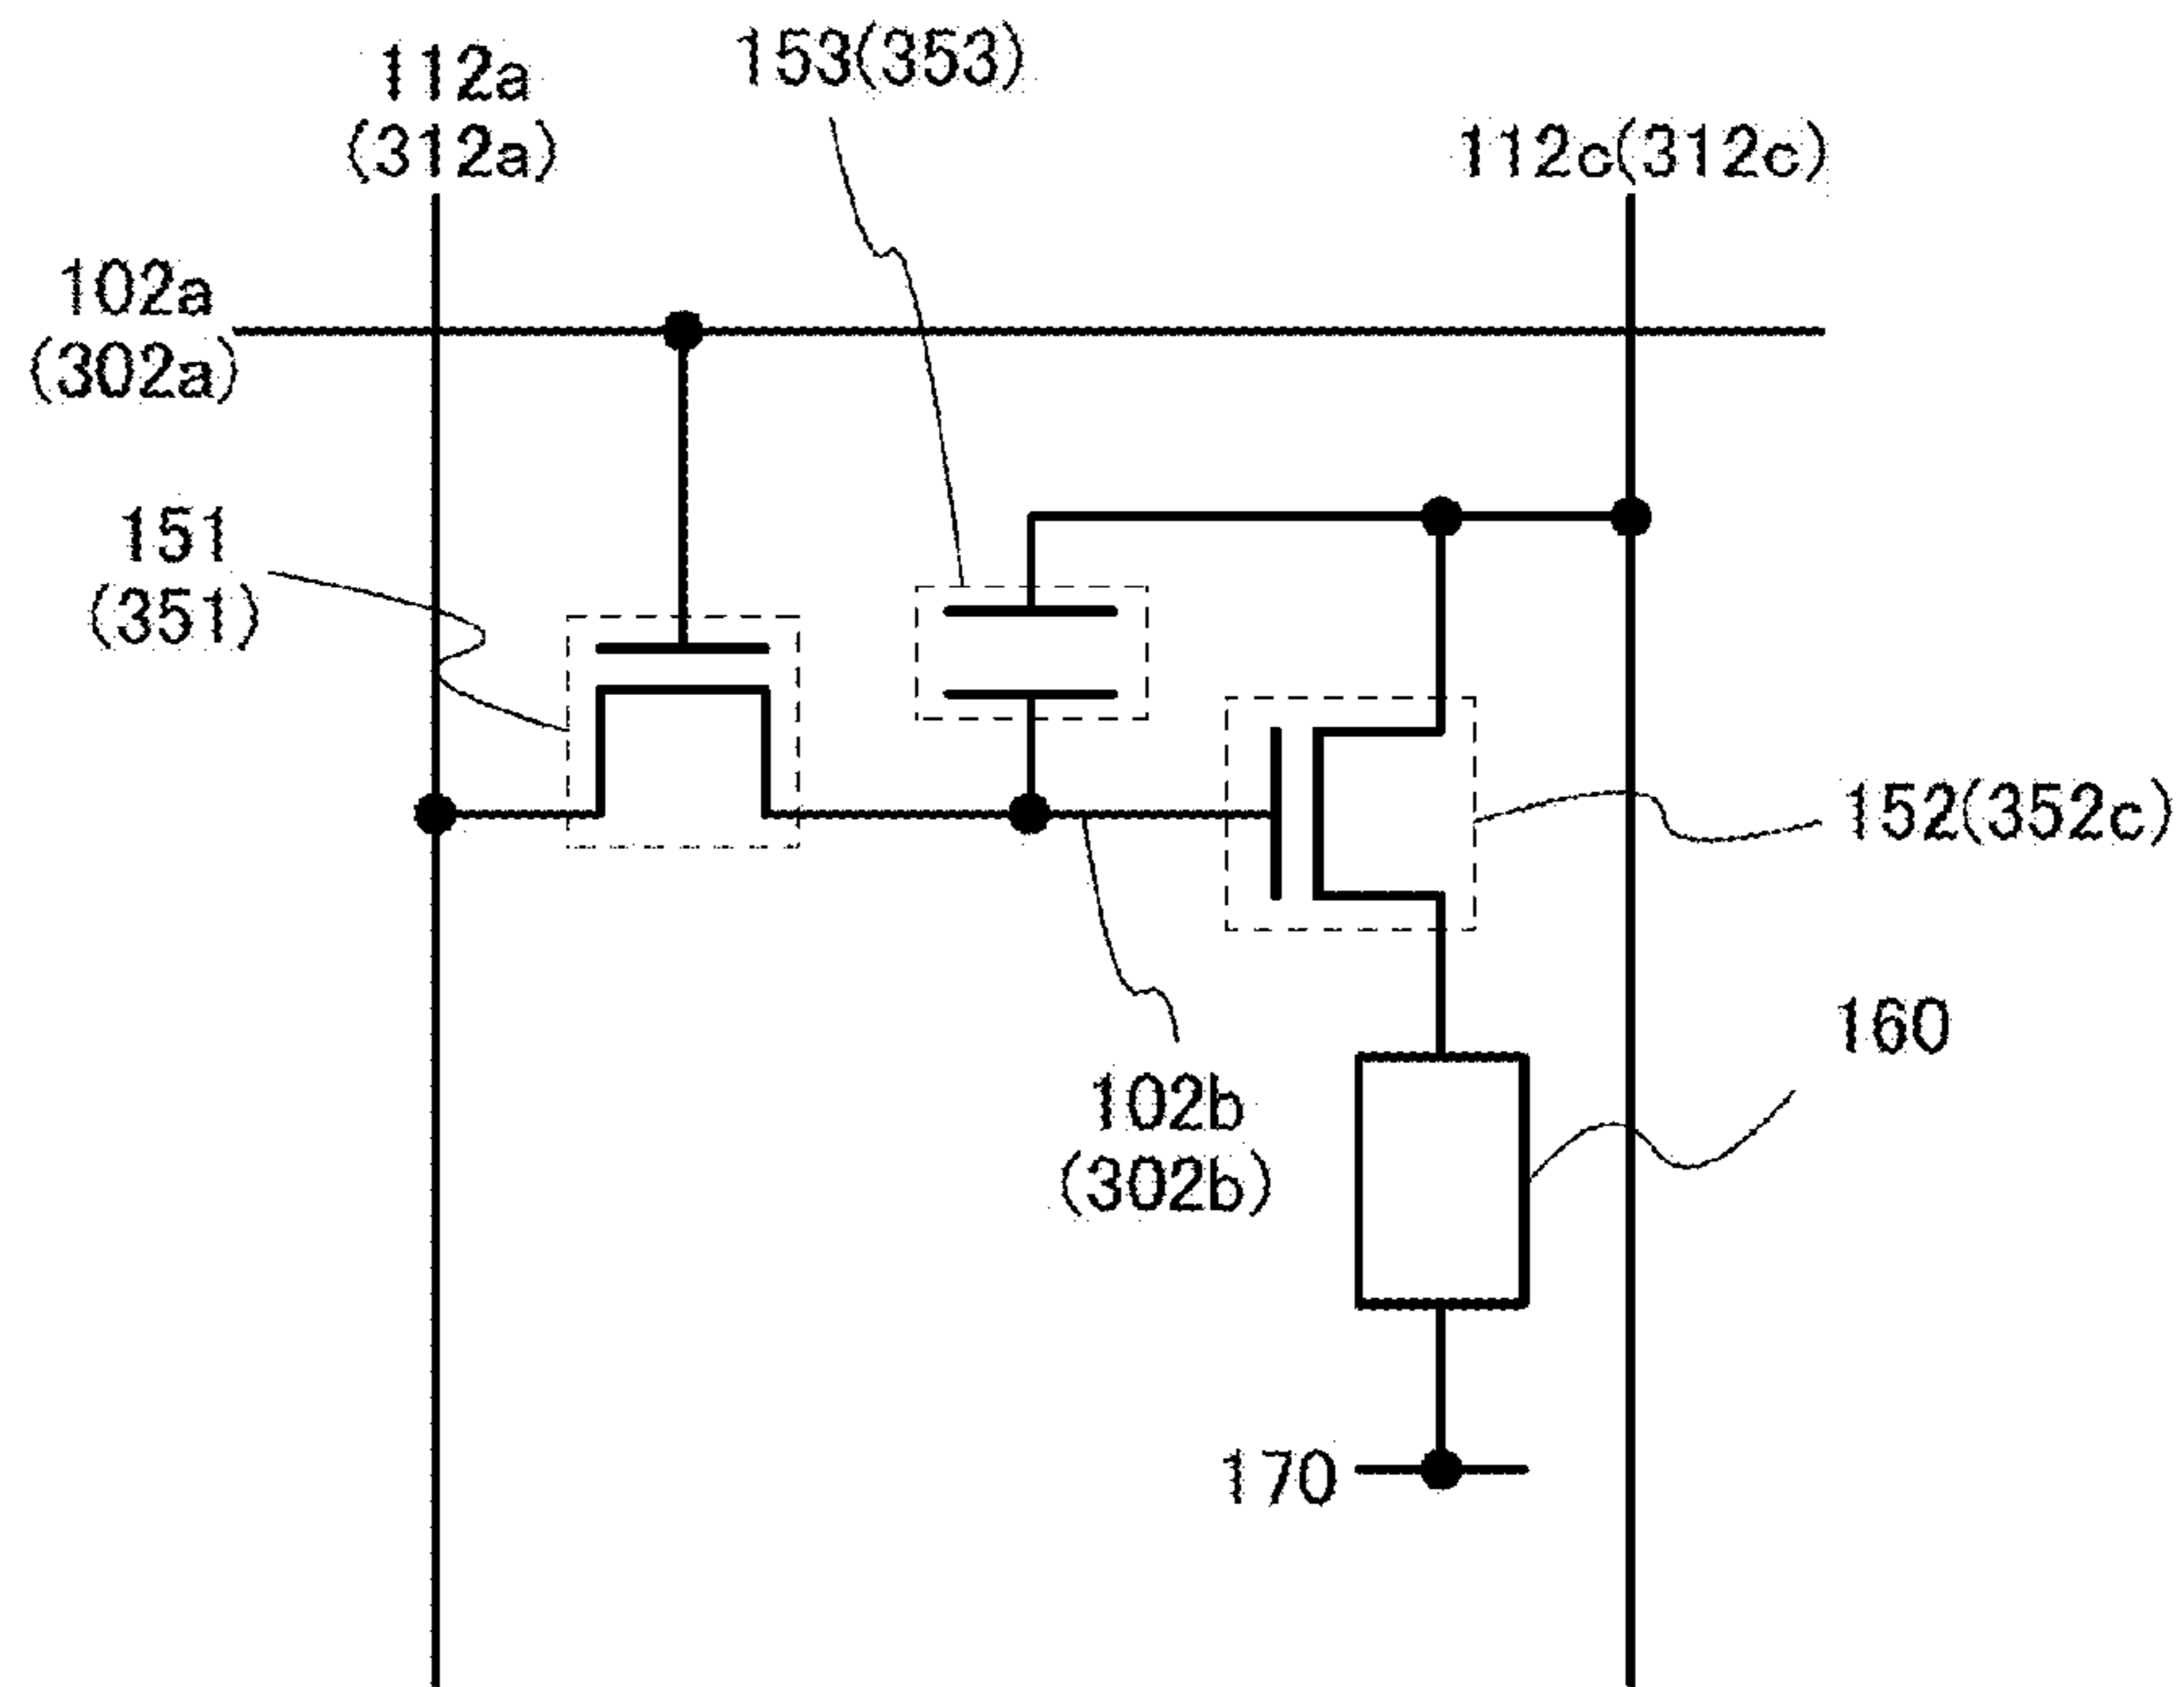 153(353)
112a
(312a)
112c(312c)
102a
(302a)
151
(351)
152(352c)
160
102b
(302b)
170